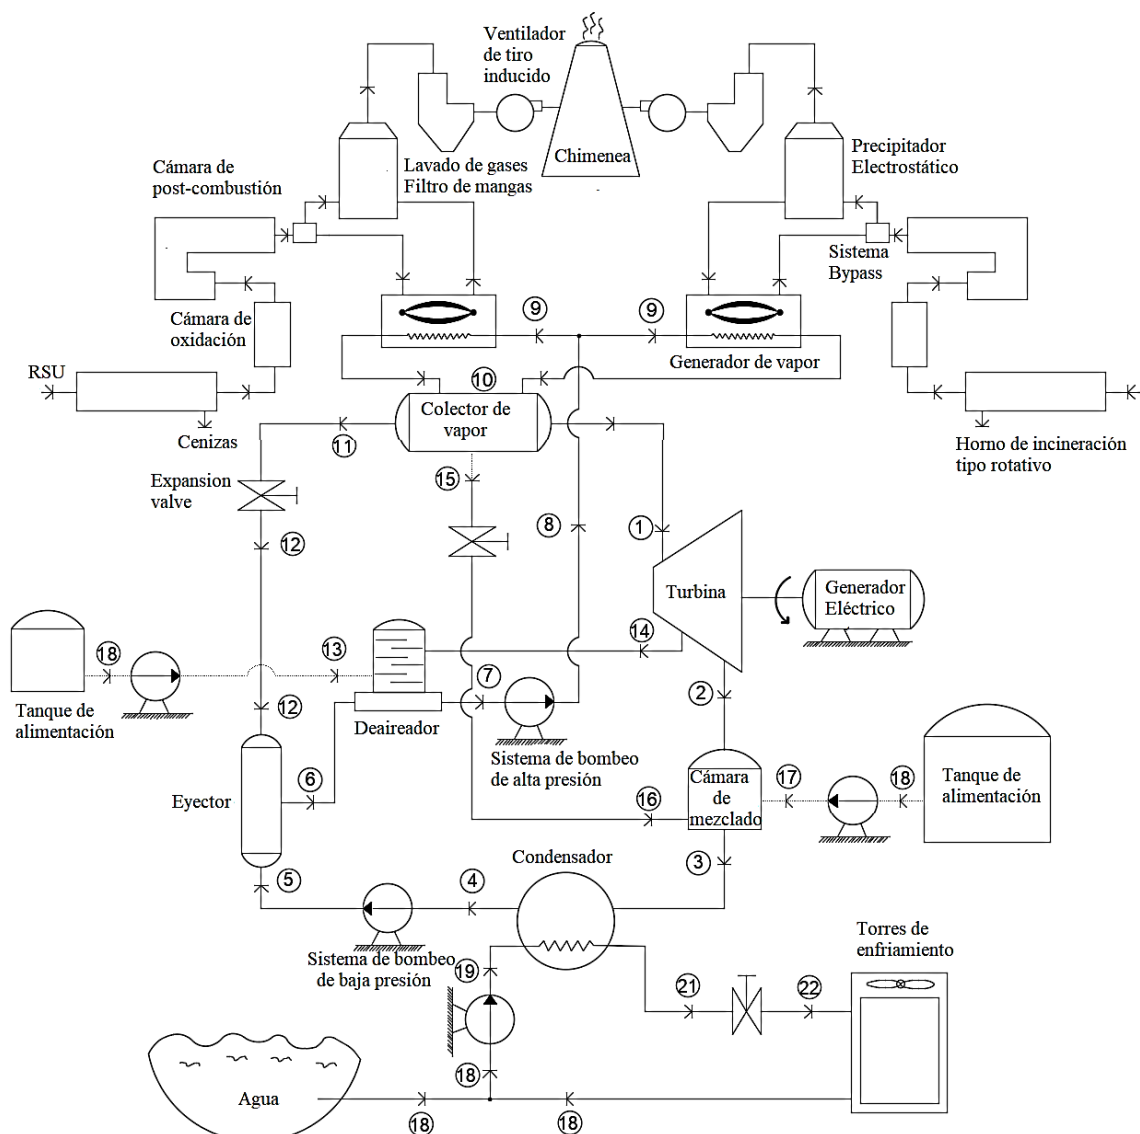 Ventilador
de tiro
inducido
Chimenea
Lavado de gases
Filtro de mangas
Precipitador
Electrostático
Cámara de
post-combustión
Sistema
Bypass
Cámara de
oxidación
9
9
Generador de vapor
RSU
Cenizas
10
Colector de
vapor
11
Horno de incineración
tipo rotativo
Expansion
valve
15
8
1
12
Turbina
Generador
Eléctrico
14
18
13
7
2
Tanque de
alimentación
12
Deaireador
Sistema de bombeo
de alta presión
6
Eyector
Cámara
de
mezclado
17
18
Tanque de
alimentación
16
3
Condensador
5
4
Sistema de bombeo
de baja presión
19
21
22
Torres de
enfriamiento
18
Agua
18
18